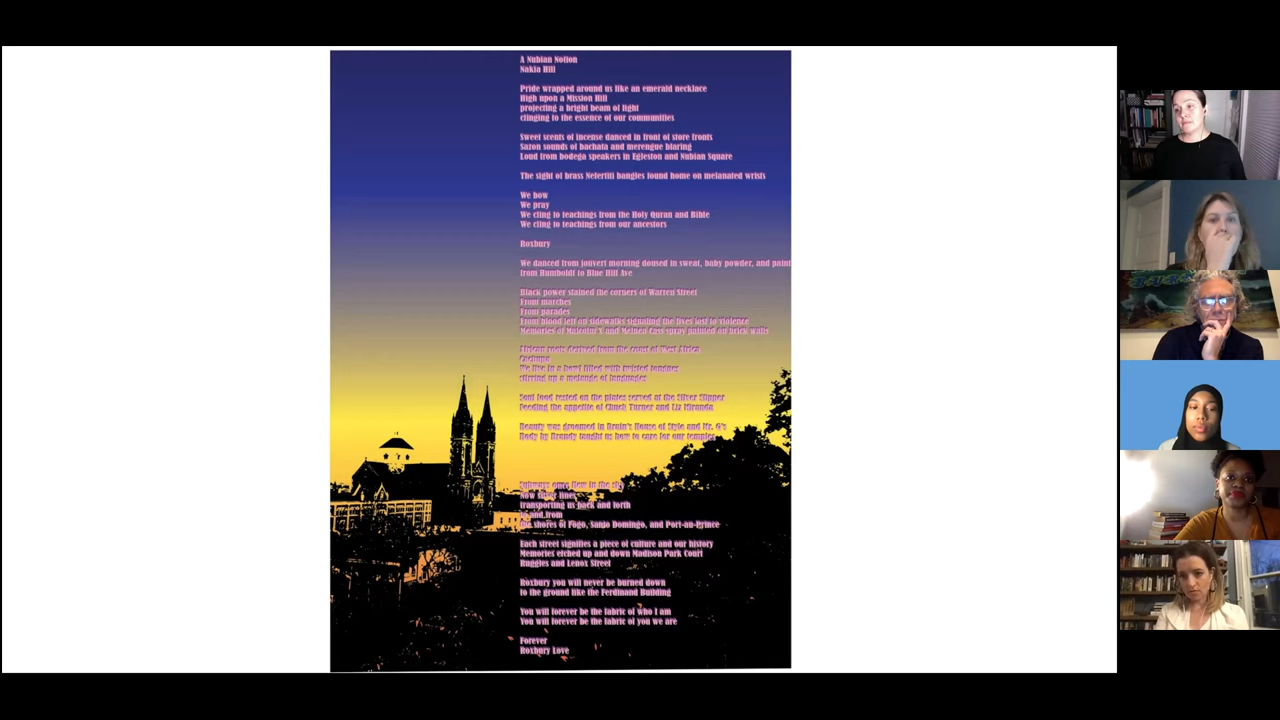 A Nubian Notion
Nakia Hill
Pride wrapped around us like an emerald necklace
High upon a Mission Hill
projecting a bright beam of light
clinging to the essence of our communities
Sweet scents of incense danced in front of store fronts
Sazon sounds of bachata and merengue blaring
Loud from bodega speakers in Egleston and Nubian Square
The sight of brass Nefertiti bangles found home on melanated wrists
We bow
We pray
We cling to teachings from the Holy Quran and Bible
We cling to teachings from our ancestors
Roxbury
We danced from jouvert morning doused in sweat, baby powder, and paint
from Humboldt to Blue Hill Ave
Black power stained the corners of Warren Street
From marches
From parades
From blood left on sidewalks signaling the lives lost to violence
Memories of Malcolm X and Melnea Cass spray painted on brick walls
African roots derived from the coast of West Africa
Cachupa
We live in a bowl filled with twisted tongues
stirring up a melange of languages
Soul food rested on the plates served at the Silver Slipper
Feeding the appetite of Chuck Turner and Liz Miranda
Beauty was groomed in Brain's House of Style and Mr. G's
Body by Brandy taught us how to care for our temples
Subways once flew in the sky
Now silver lines
transporting us back and forth
to and from
the shores of Fogo, Santo Domingo, and Port-au-Prince
Each street signifies a piece of culture and our history
Memories etched up and down Madison Park Court
Ruggles and Lenox Street
Roxbury you will never be burned down
to the ground like the Ferdinand Building
You will forever be the fabric of who I am
You will forever be the fabric of you we are
Forever
Roxbury Love